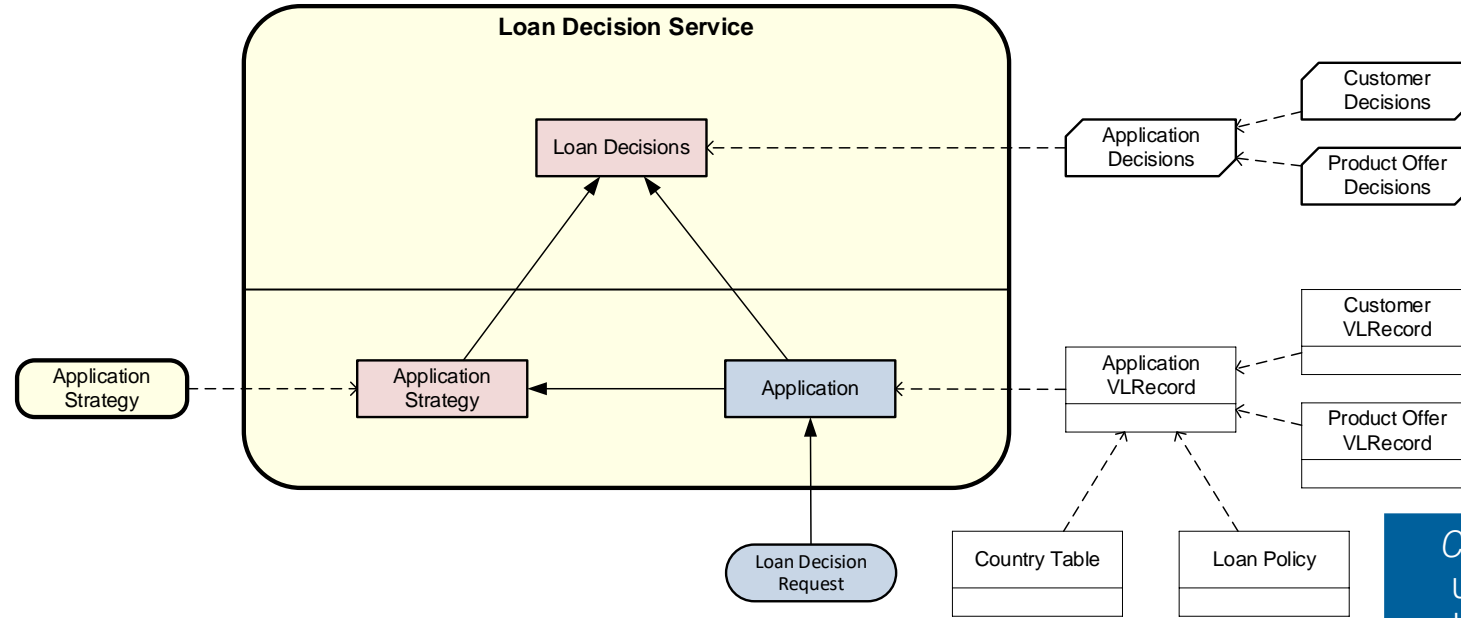 Loan Decision Service
Customer
Decisions
Loan Decisions
Application
Decisions
Product Offer
Decisions
Customer
VLRecord
Application
Strategy
Application
Strategy
Application
Application
VLRecord
Product Offer
VLRecord
Loan Decision
Request
Country Table
Loan Policy